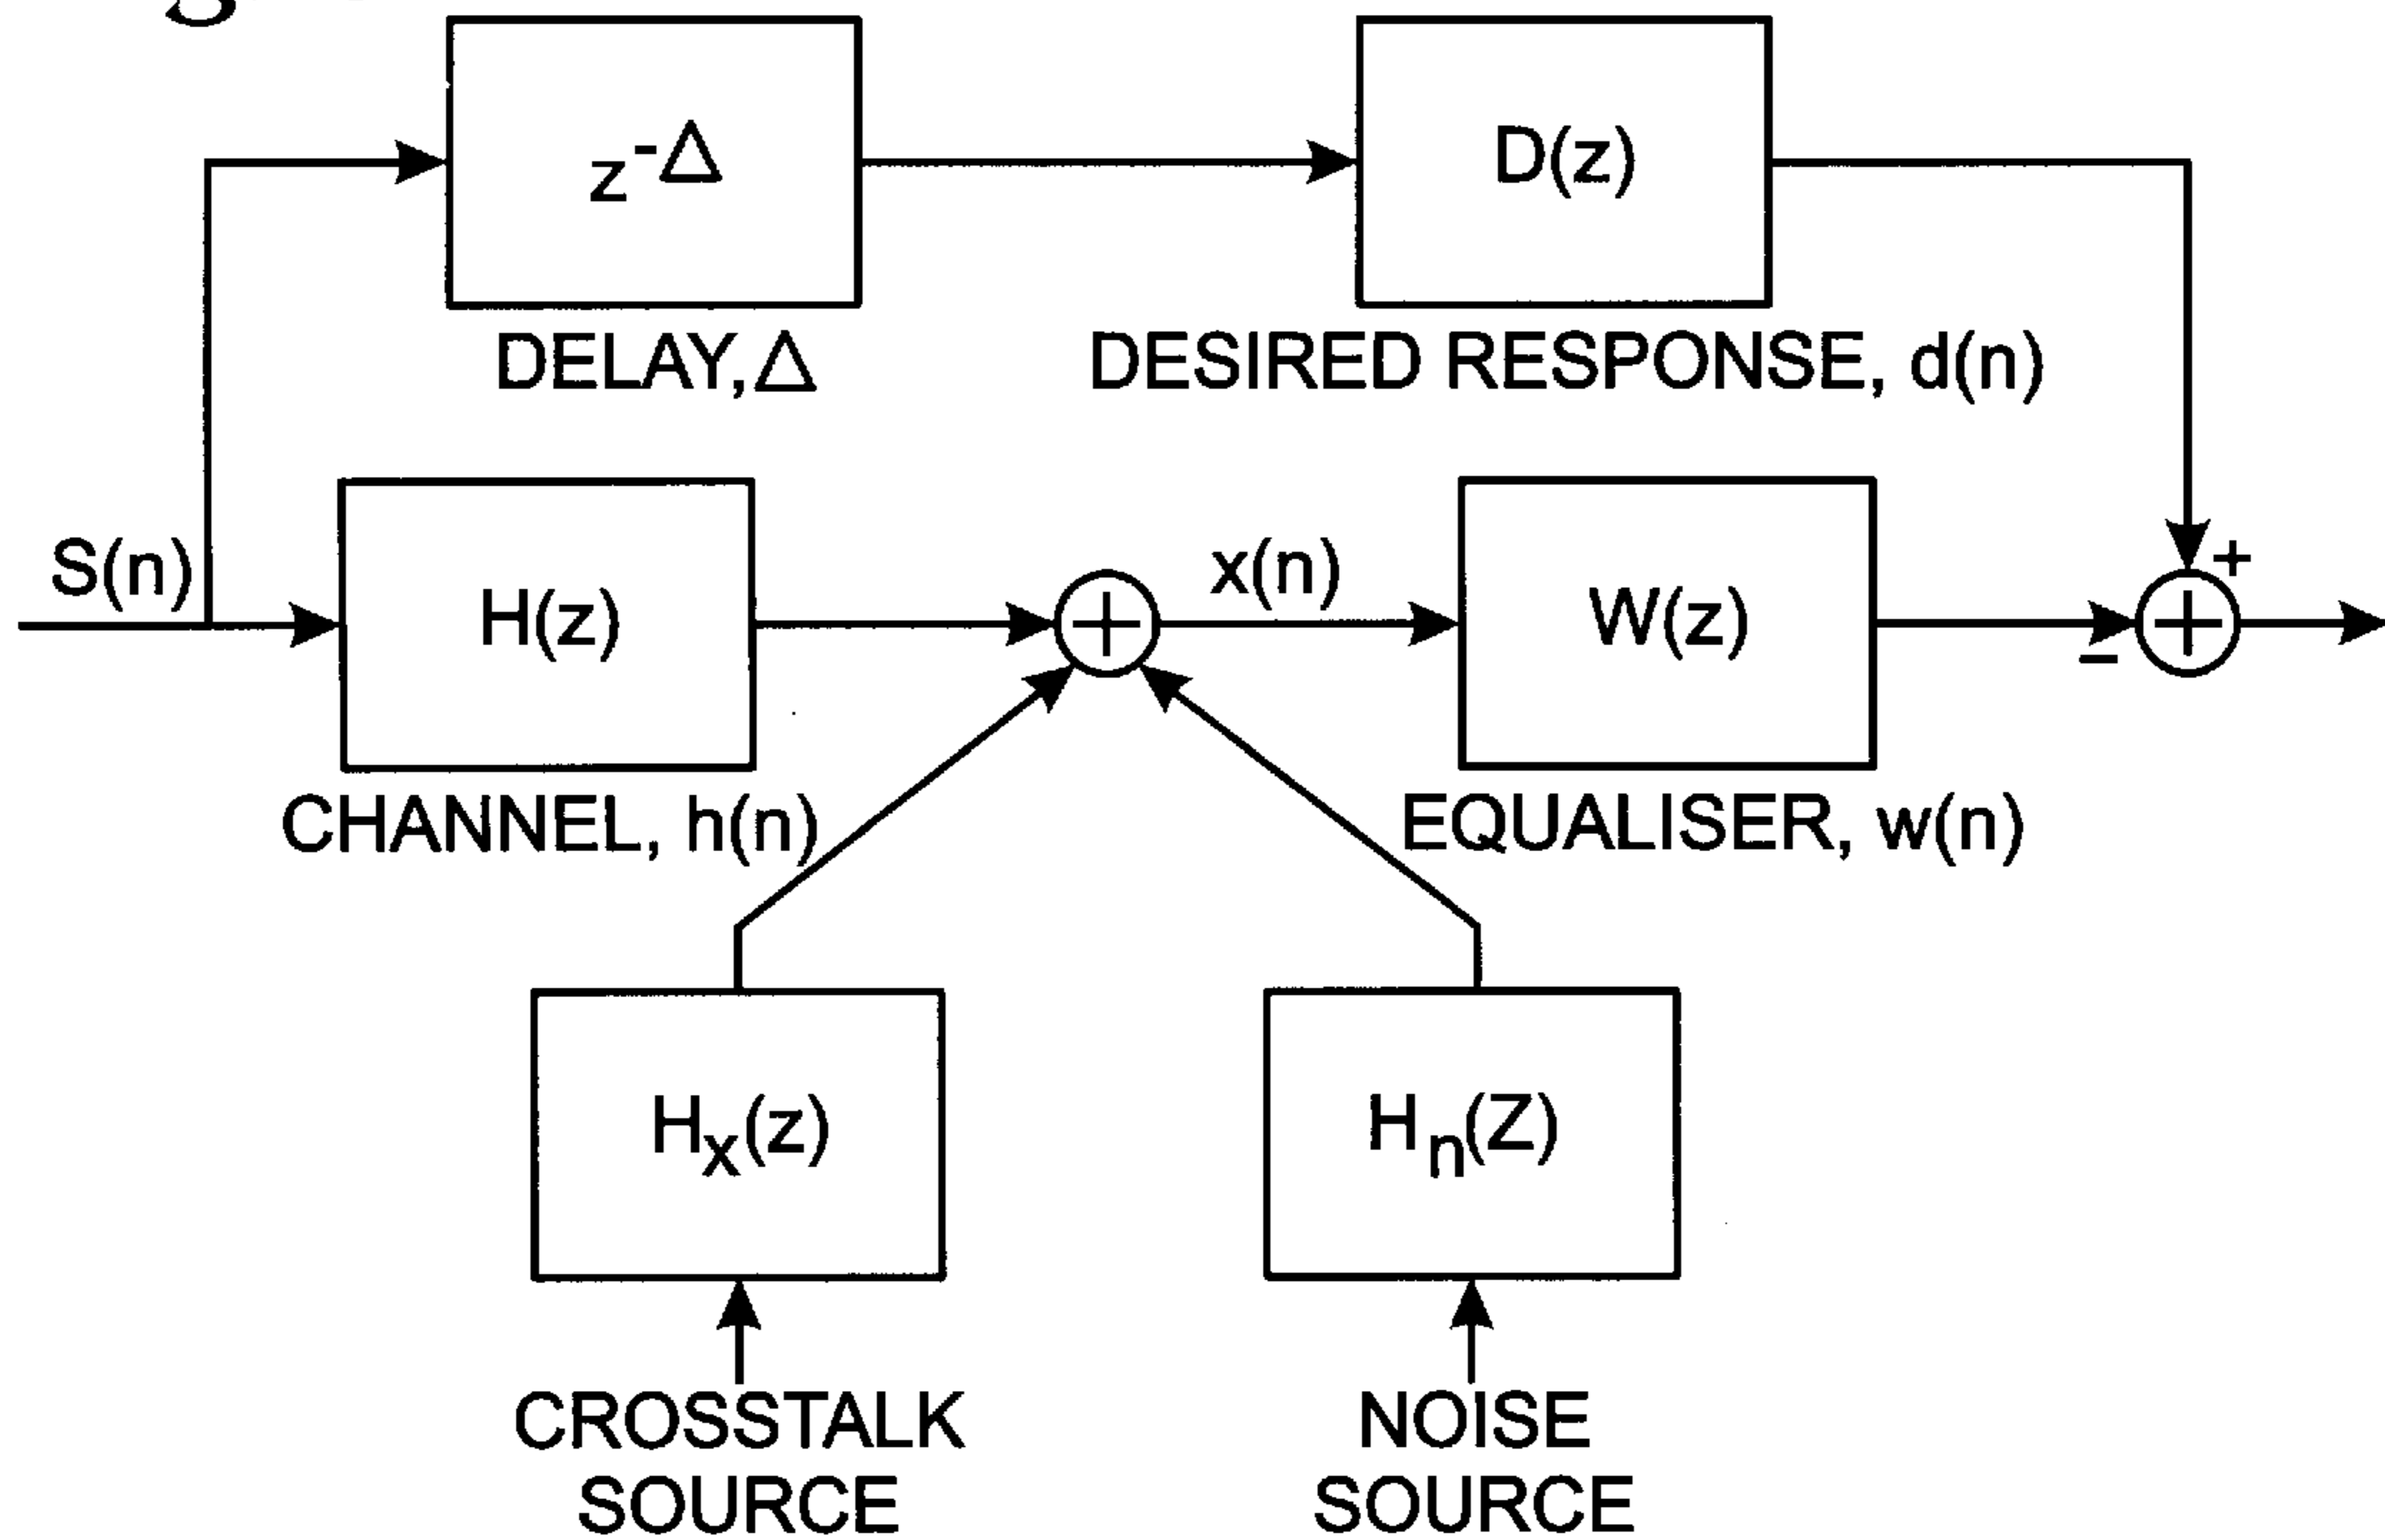 z-Δ
D(z)
DELAY, Δ
DESIRED RESPONSE, d(n)
S(n)
H(z)
+
x(n)
W(z)
+
−
+
CHANNEL, h(n)
EQUALISER, w(n)
Hx(z)
Hn(Z)
CROSSTALK
SOURCE
NOISE
SOURCE